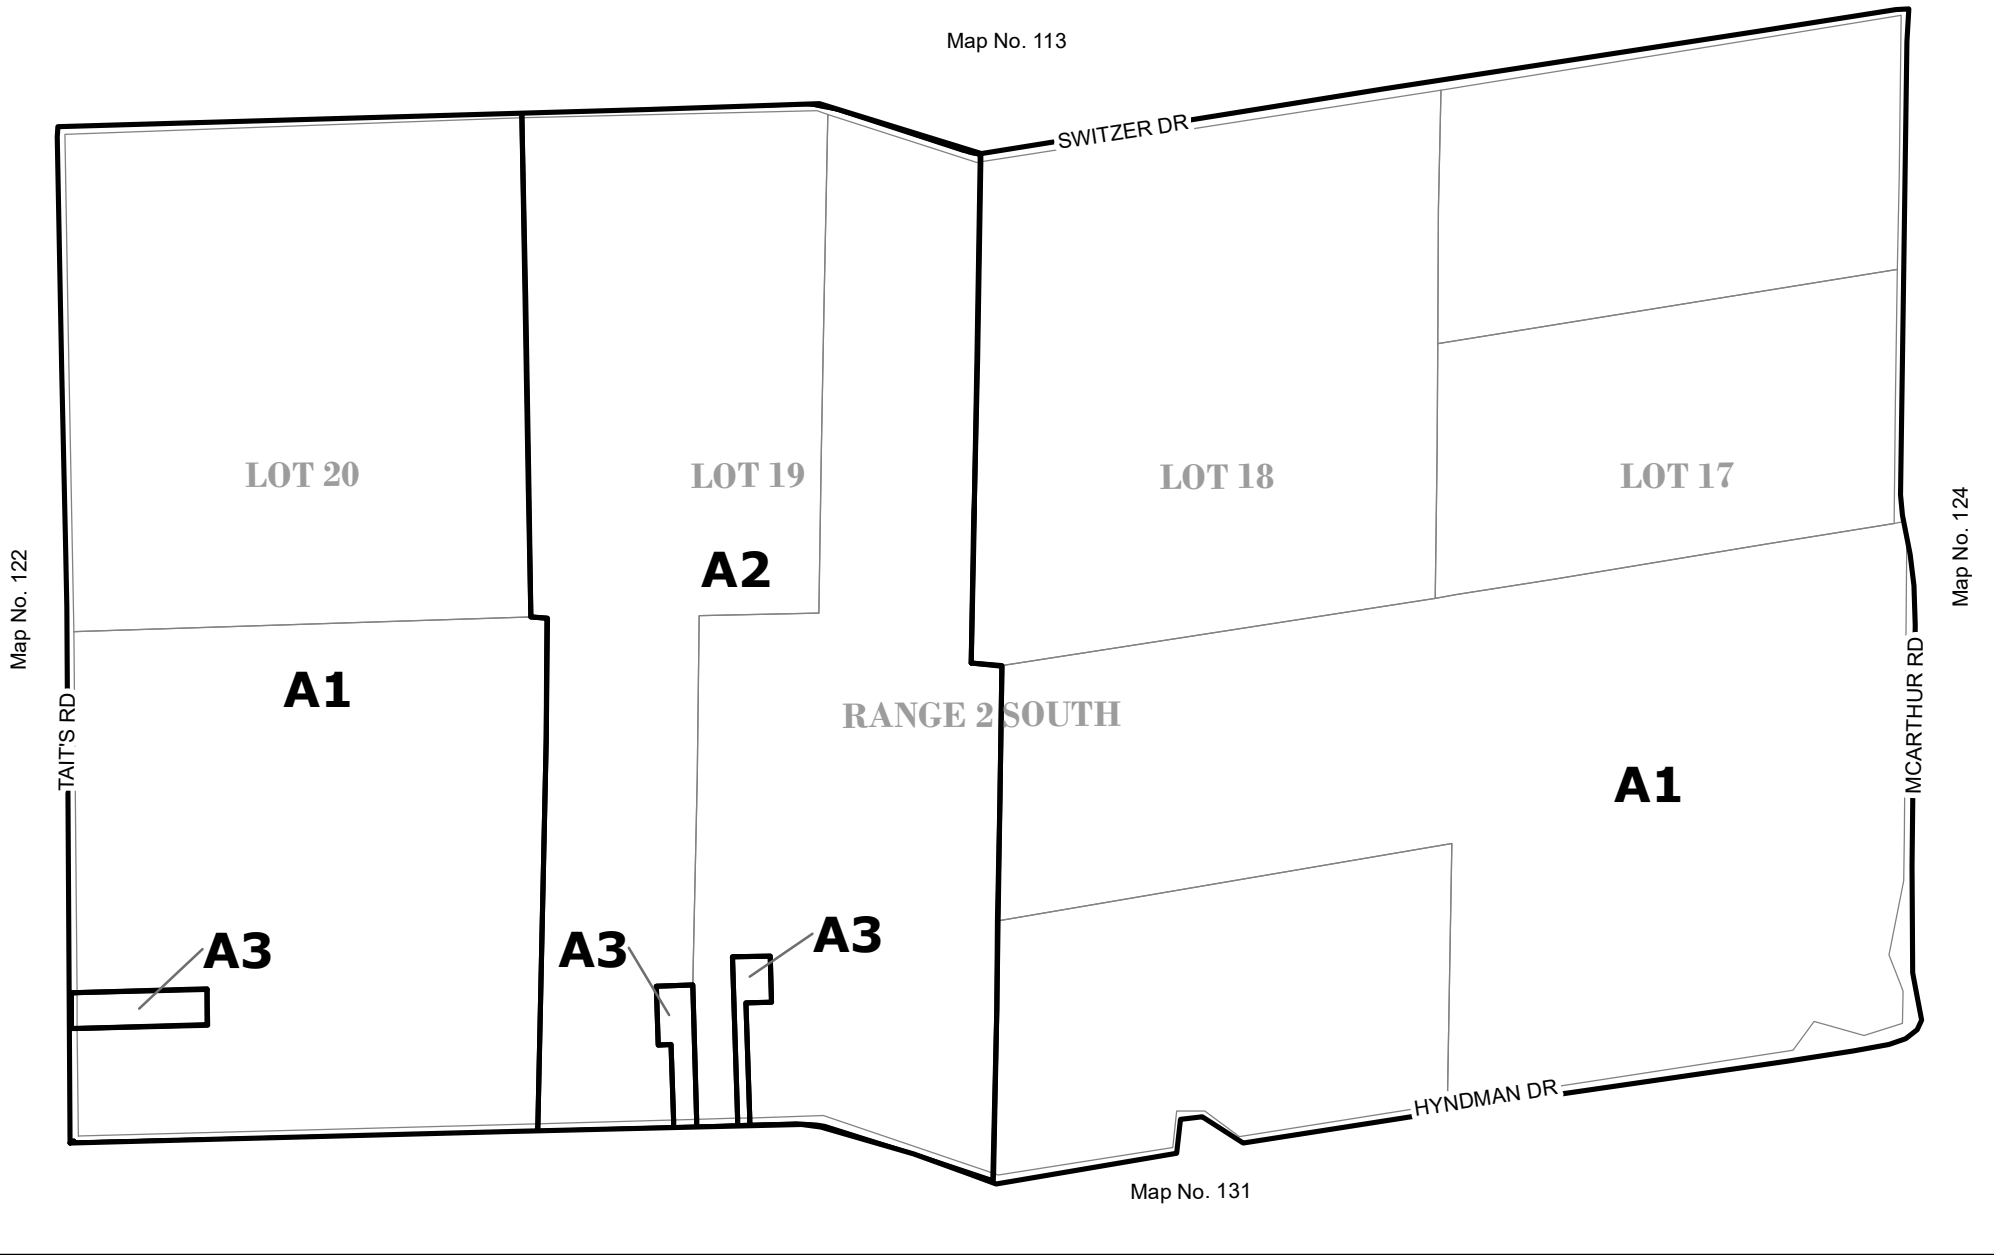 Map No. 113
SWITZER DR
LOT 20
LOT 19
LOT 18
LOT 17
Map No. 122
A2
Map No. 124
A1
RANGE 2 SOUTH
TAIT'S RD
MCARTHUR RD
A1
A3
A3
A3
HYNDMAN DR
Map No. 131